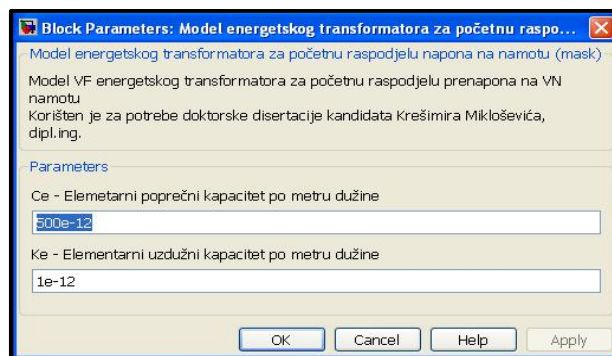 Block Parameters: Model energetskog transformatora za početnu raspo...
Model energetskog transformatora za početnu raspodjelu napona na namotu (mask)
Model VF energetskog transformatora za početnu raspodjelu prenapona na VN
namotu
Korišten je za potrebe doktorske disertacije kandidata Krešimira Mikloševića,
dipl.ing.
Parameters
Ce - Elemetarni poprečni kapacitet po metru dužine
500e-12
Ke - Elementarni uzdužni kapacitet po metru dužine
1e-12
OK Cancel Help Apply